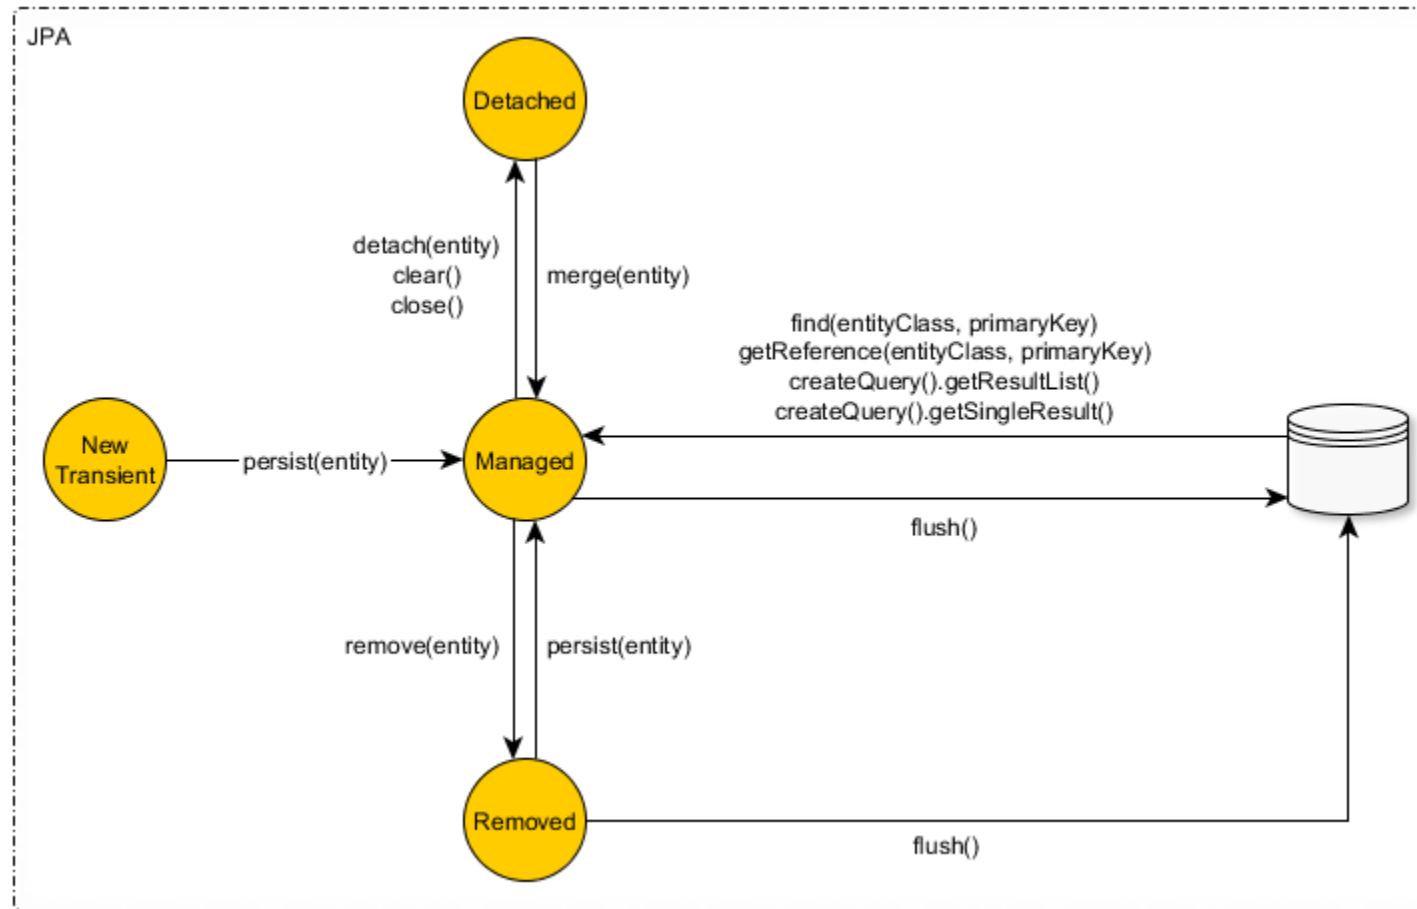 JPA
Detached
detach(entity)
clear()
close()
merge(entity)
find(entityClass, primaryKey)
getReference(entityClass, primaryKey)
createQuery().getResultList()
createQuery().getSingleResult()
New
Transient
persist(entity)
Managed
flush()
remove(entity)
persist(entity)
Removed
flush()